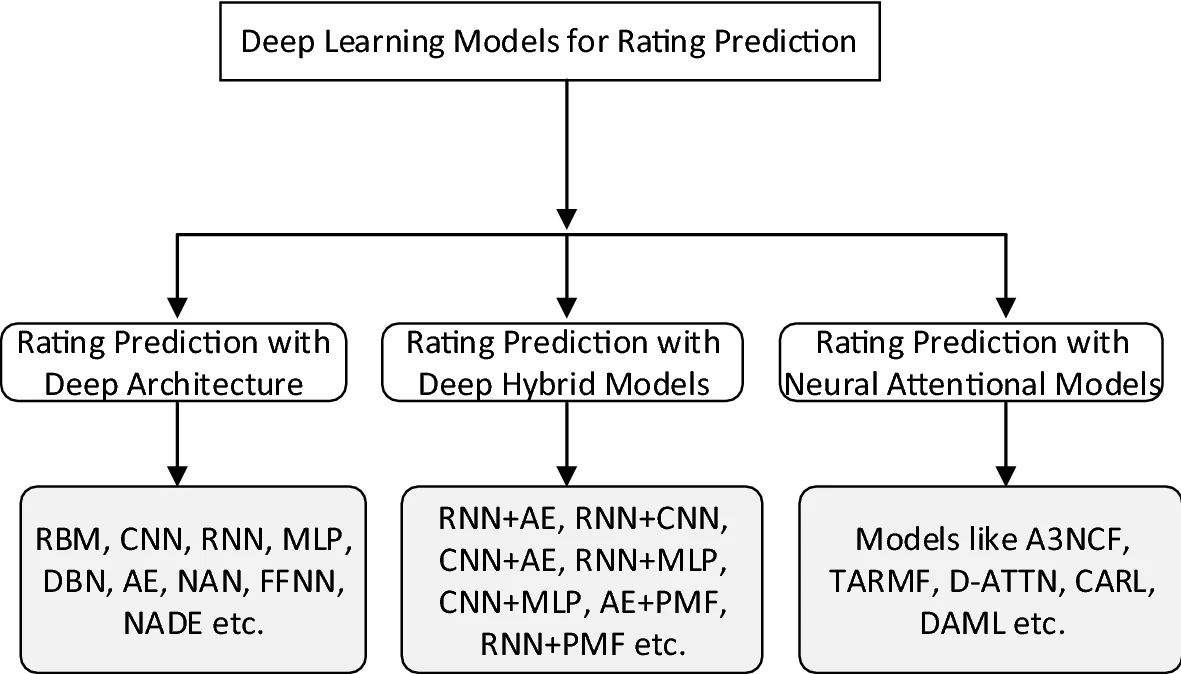 Deep Learning Models for Rating Prediction
Rating Prediction with
Deep Architecture
Rating Prediction with
Deep Hybrid Models
Rating Prediction with
Neural Attentional Models
RBM, CNN, RNN, MLP,
DBN, AE, NAN, FFNN,
NADE etc.
RNN+AE, RNN+CNN,
CNN+AE, RNN+MLP,
CNN+MLP, AE+PMF,
RNN+PMF etc.
Models like A3NCF,
TARMF, D-ATTN, CARL,
DAML etc.